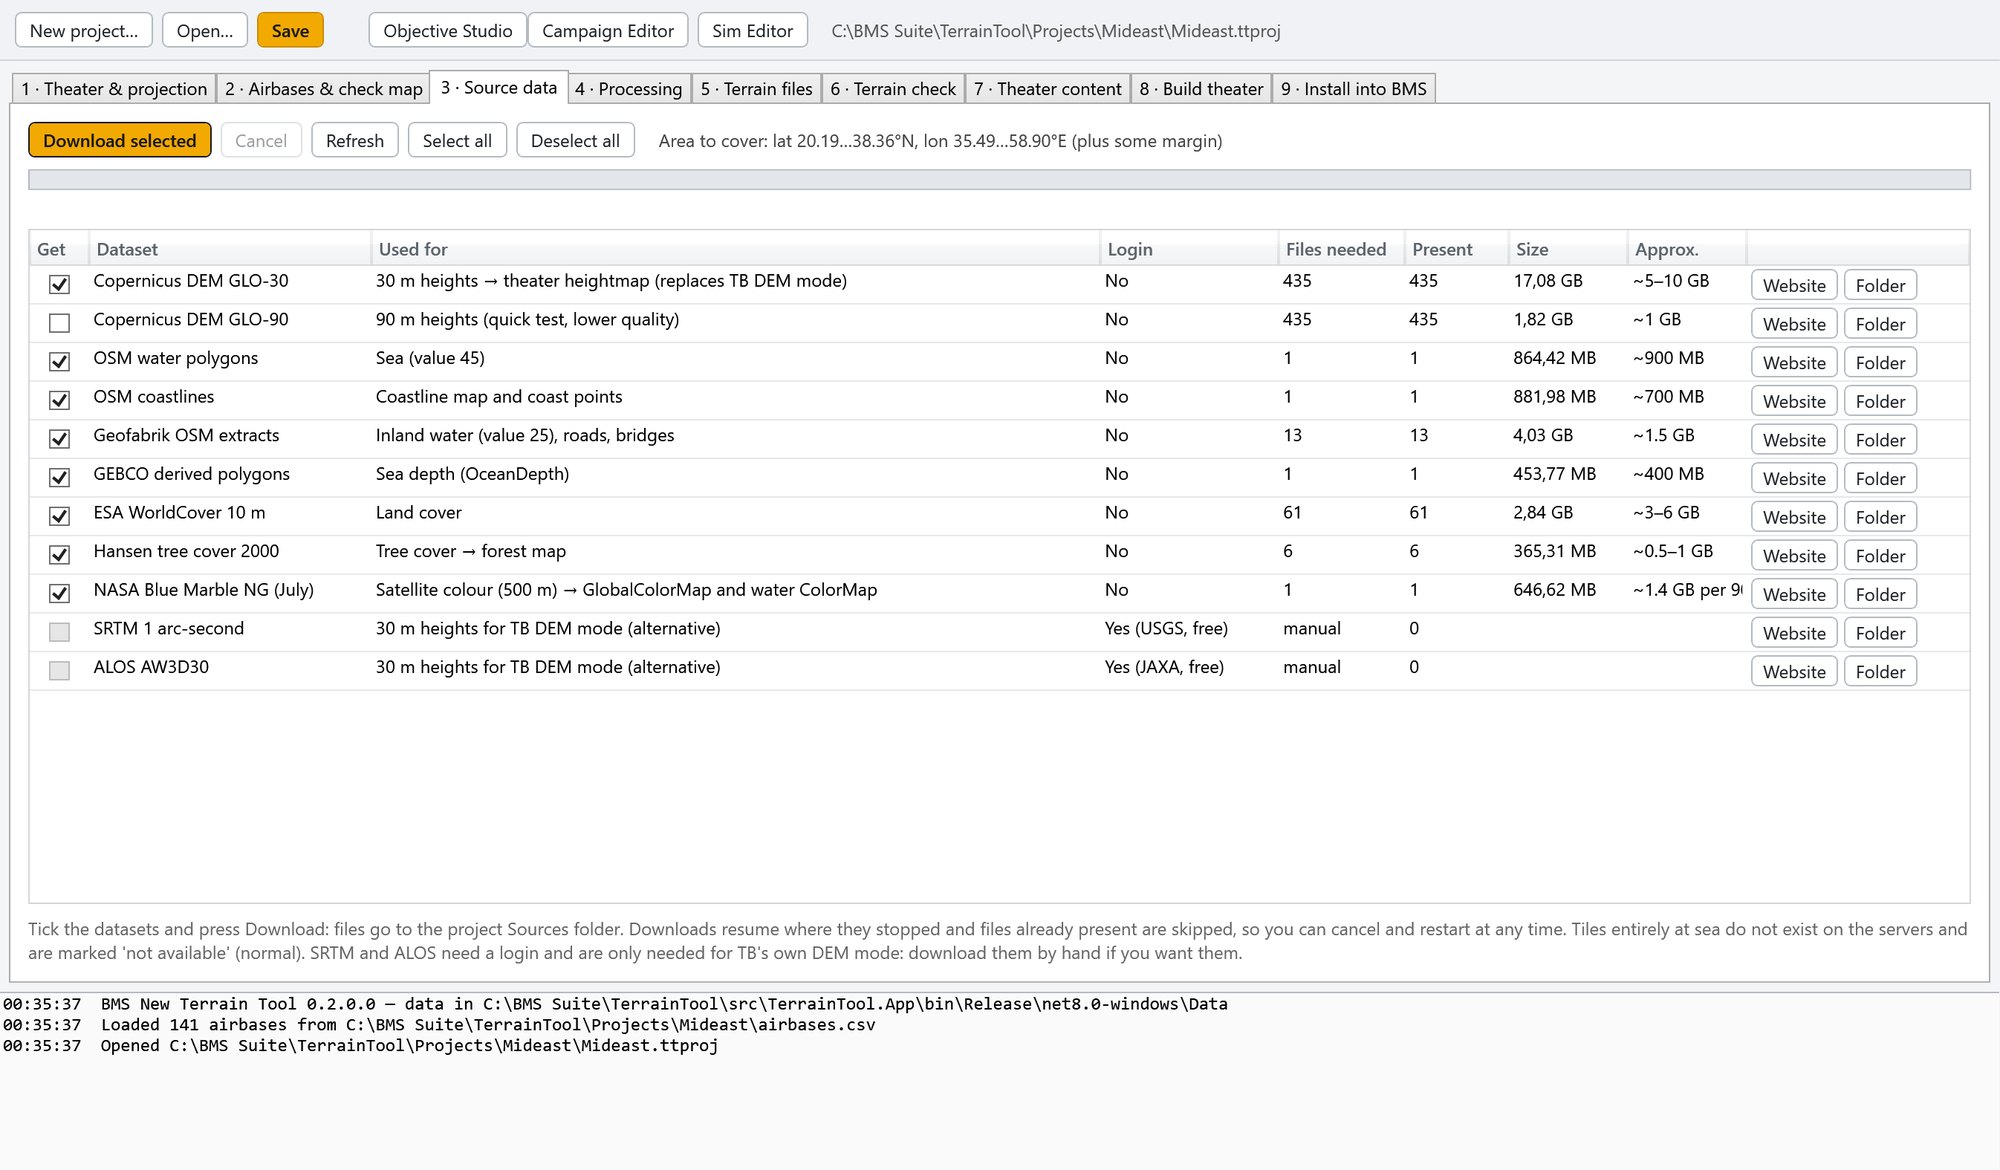 New project... Open... Save Objective Studio Campaign Editor Sim Editor C:\BMS Suite\TerrainTool\Projects\Mideast\Mideast.ttproj
1 · Theater & projection 2 · Airbases & check map 3 · Source data 4 · Processing 5 · Terrain files 6 · Terrain check 7 · Theater content 8 · Build theater 9 · Install into BMS
Download selected Cancel Refresh Select all Deselect all Area to cover: lat 20.19...38.36°N, lon 35.49...58.90°E (plus some margin)
Get Dataset Used for Login Files needed Present Size Approx.
Copernicus DEM GLO-30 30 m heights → theater heightmap (replaces TB DEM mode) No 435 435 17,08 GB ~5–10 GB Website Folder
Copernicus DEM GLO-90 90 m heights (quick test, lower quality) No 435 435 1,82 GB ~1 GB Website Folder
OSM water polygons Sea (value 45) No 1 1 864,42 MB ~900 MB Website Folder
OSM coastlines Coastline map and coast points No 1 1 881,98 MB ~700 MB Website Folder
Geofabrik OSM extracts Inland water (value 25), roads, bridges No 13 13 4,03 GB ~1.5 GB Website Folder
GEBCO derived polygons Sea depth (OceanDepth) No 1 1 453,77 MB ~400 MB Website Folder
ESA WorldCover 10 m Land cover No 61 61 2,84 GB ~3–6 GB Website Folder
Hansen tree cover 2000 Tree cover → forest map No 6 6 365,31 MB ~0.5–1 GB Website Folder
NASA Blue Marble NG (July) Satellite colour (500 m) → GlobalColorMap and water ColorMap No 1 1 646,62 MB ~1.4 GB per Website Folder
SRTM 1 arc-second 30 m heights for TB DEM mode (alternative) Yes (USGS, free) manual 0 Website Folder
ALOS AW3D30 30 m heights for TB DEM mode (alternative) Yes (JAXA, free) manual 0 Website Folder
Tick the datasets and press Download: files go to the project Sources folder. Downloads resume where they stopped and files already present are skipped, so you can cancel and restart at any time. Tiles entirely at sea do not exist on the servers and
are marked 'not available' (normal). SRTM and ALOS need a login and are only needed for TB's own DEM mode: download them by hand if you want them.
00:35:37 BMS New Terrain Tool 0.2.0.0 — data in C:\BMS Suite\TerrainTool\src\TerrainTool.App\bin\Release\net8.0-windows\Data
00:35:37 Loaded 141 airbases from C:\BMS Suite\TerrainTool\Projects\Mideast\airbases.csv
00:35:37 Opened C:\BMS Suite\TerrainTool\Projects\Mideast\Mideast.ttproj